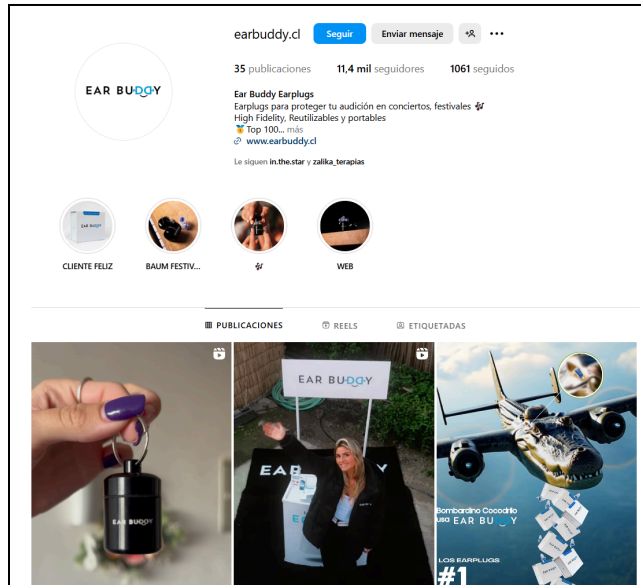 earbuddy.cl Seguir Enviar mensaje
35 publicaciones 11,4 mil seguidores 1061 seguidos
EAR BUDDY
Ear Buddy Earplugs
Earplugs para proteger tu audición en conciertos, festivales
High Fidelity, Reutilizables y portables
Top 100... más
www.earbuddy.cl
Le siguen in.the.star y zalika_terapias
EAR BUDDY
CLIENTE FELIZ BAUM FESTIV... WEB
PUBLICACIONES REELS ETIQUETADAS
EAR BUDDY
EAR BUDDY
Bombardino Cocodrilo
usa EAR BUDDY
LOS EARPLUGS
#1